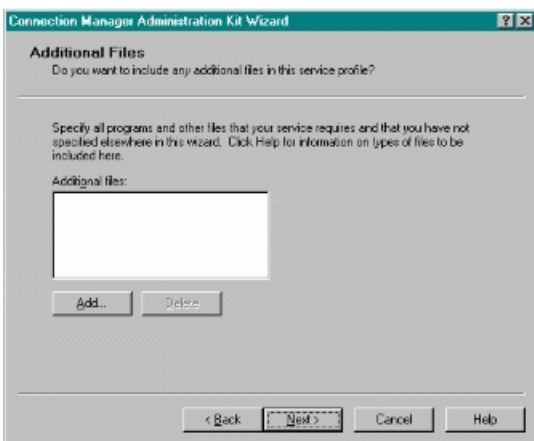 Connection Manager Administration Kit Wizard
Additional Files
Do you want to include any additional files in this service profile?
Specify all programs and other files that your service requires and that you have not
specified elsewhere in this wizard. Click Help for information on types of files to be
included here.
Additional files:
Add...
Delete
< Back
Next >
Cancel
Help